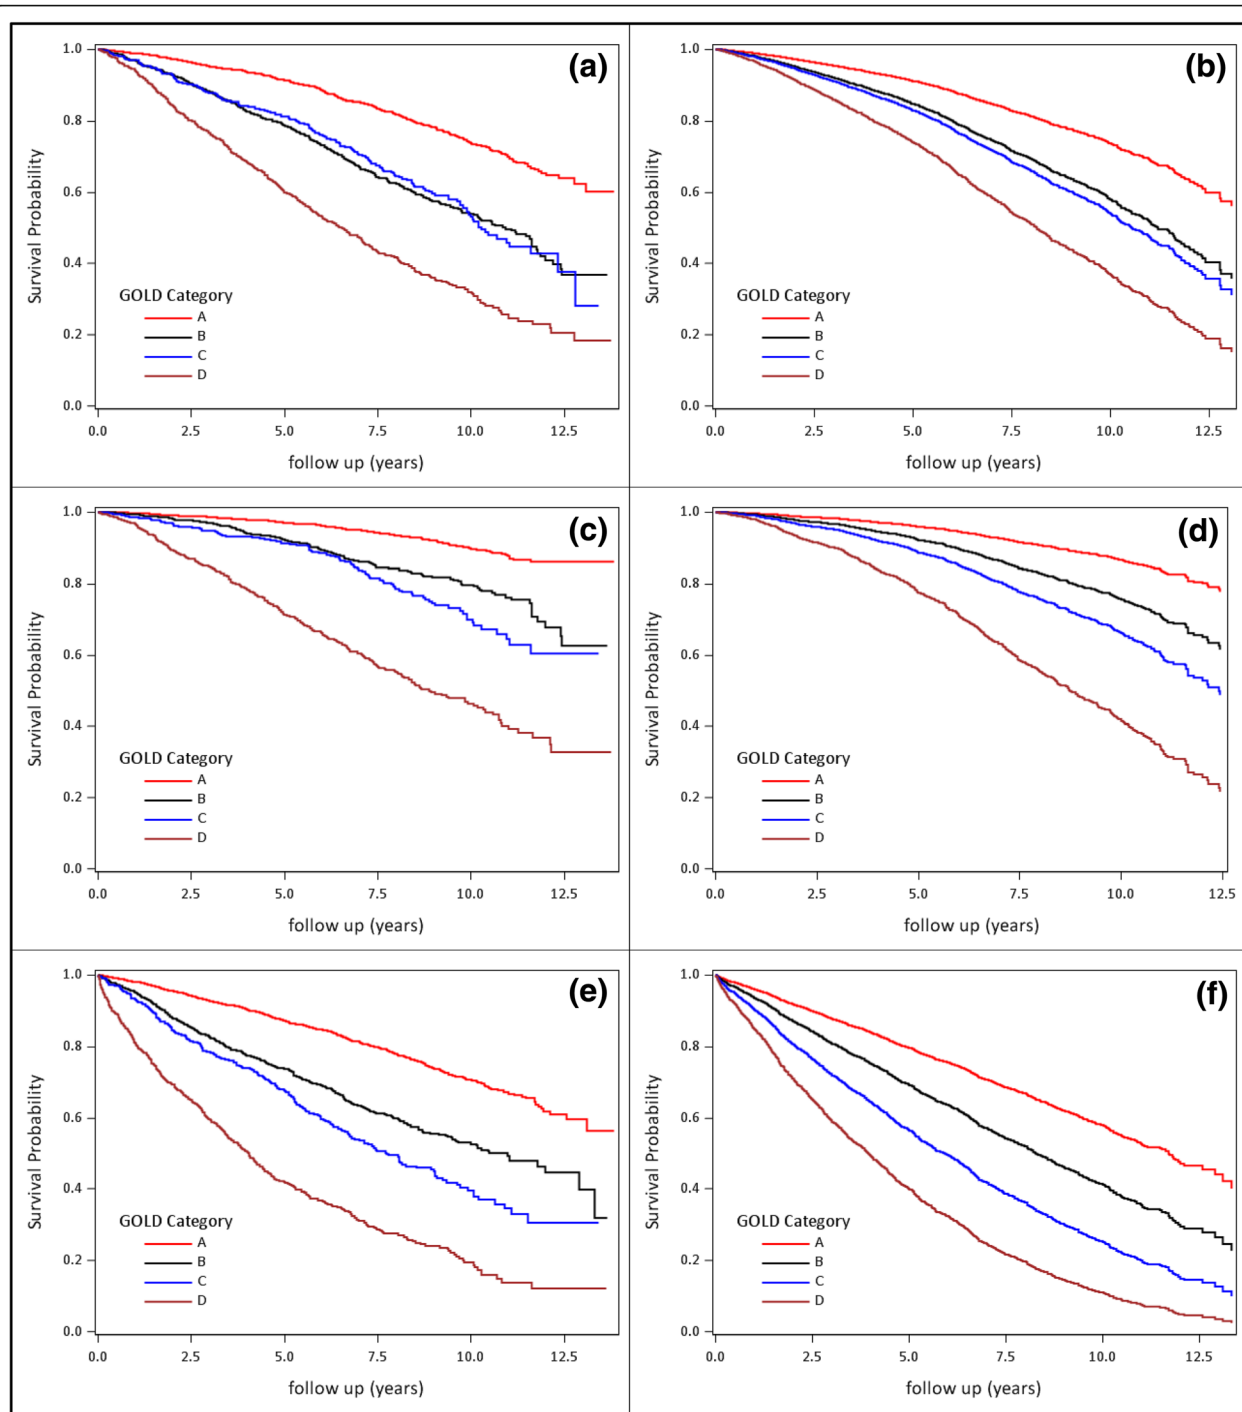 (a)
Survival Probability
1.0
0.8
0.6
0.4
0.2
0.0
GOLD Category
A
B
C
D
0.0 2.5 5.0 7.5 10.0 12.5
follow up (years)
(b)
Survival Probability
1.0
0.8
0.6
0.4
0.2
0.0
GOLD Category
A
B
C
D
0.0 2.5 5.0 7.5 10.0 12.5
follow up (years)
(c)
Survival Probability
1.0
0.8
0.6
0.4
0.2
0.0
GOLD Category
A
B
C
D
0.0 2.5 5.0 7.5 10.0 12.5
follow up (years)
(d)
Survival Probability
1.0
0.8
0.6
0.4
0.2
0.0
GOLD Category
A
B
C
D
0.0 2.5 5.0 7.5 10.0 12.5
follow up (years)
(e)
Survival Probability
1.0
0.8
0.6
0.4
0.2
0.0
GOLD Category
A
B
C
D
0.0 2.5 5.0 7.5 10.0 12.5
follow up (years)
(f)
Survival Probability
1.0
0.8
0.6
0.4
0.2
0.0
GOLD Category
A
B
C
D
0.0 2.5 5.0 7.5 10.0 12.5
follow up (years)